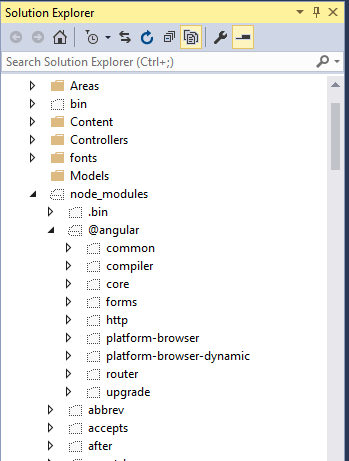 Solution Explorer
Search Solution Explorer (Ctrl+;)
Areas
bin
Content
Controllers
fonts
Models
node_modules
.bin
@angular
common
compiler
core
forms
http
platform-browser
platform-browser-dynamic
router
upgrade
abbrev
accepts
after